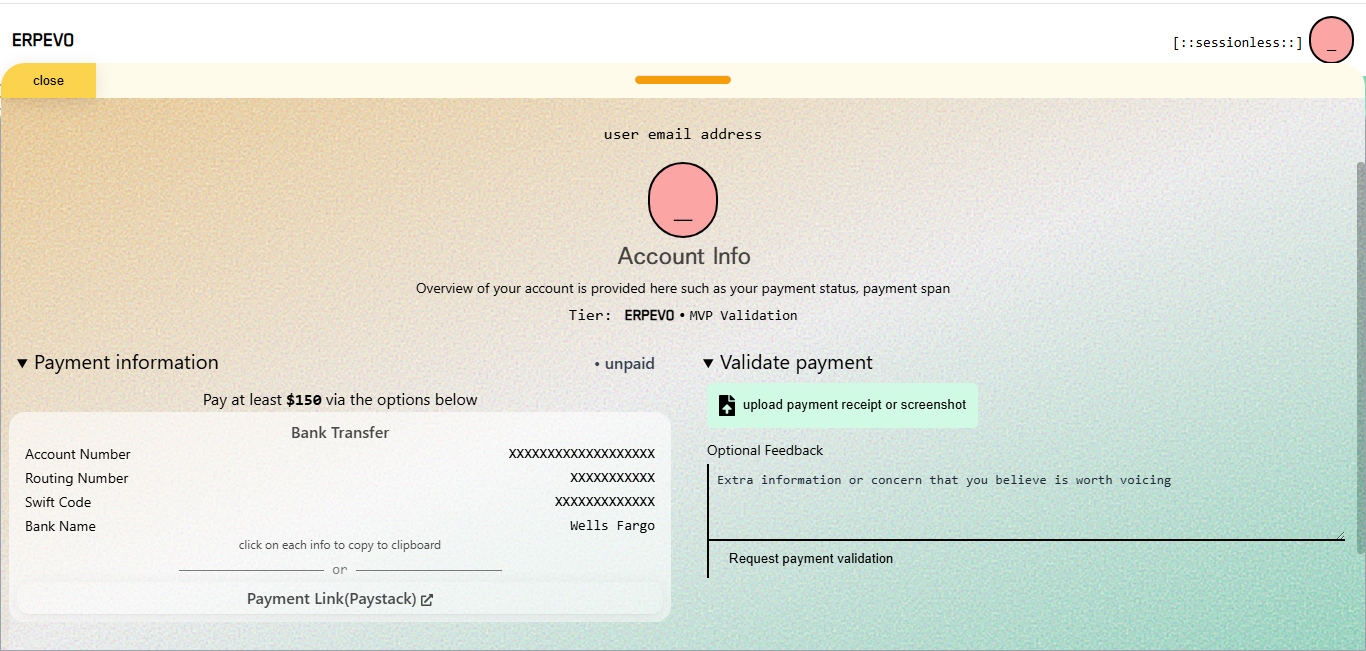 ERPEVO
[::sessionless::]
_
close
user email address
_
Account Info
Overview of your account is provided here such as your payment status, payment span
Tier: ERPEVO • MVP Validation
▼ Payment information • unpaid
Pay at least $150 via the options below
Bank Transfer
Account Number XXXXXXXXXXXXXXXXXXX
Routing Number XXXXXXXXXXX
Swift Code XXXXXXXXXXXXX
Bank Name Wells Fargo
click on each info to copy to clipboard
or
Payment Link(Paystack)
▼ Validate payment
upload payment receipt or screenshot
Optional Feedback
Extra information or concern that you believe is worth voicing
Request payment validation